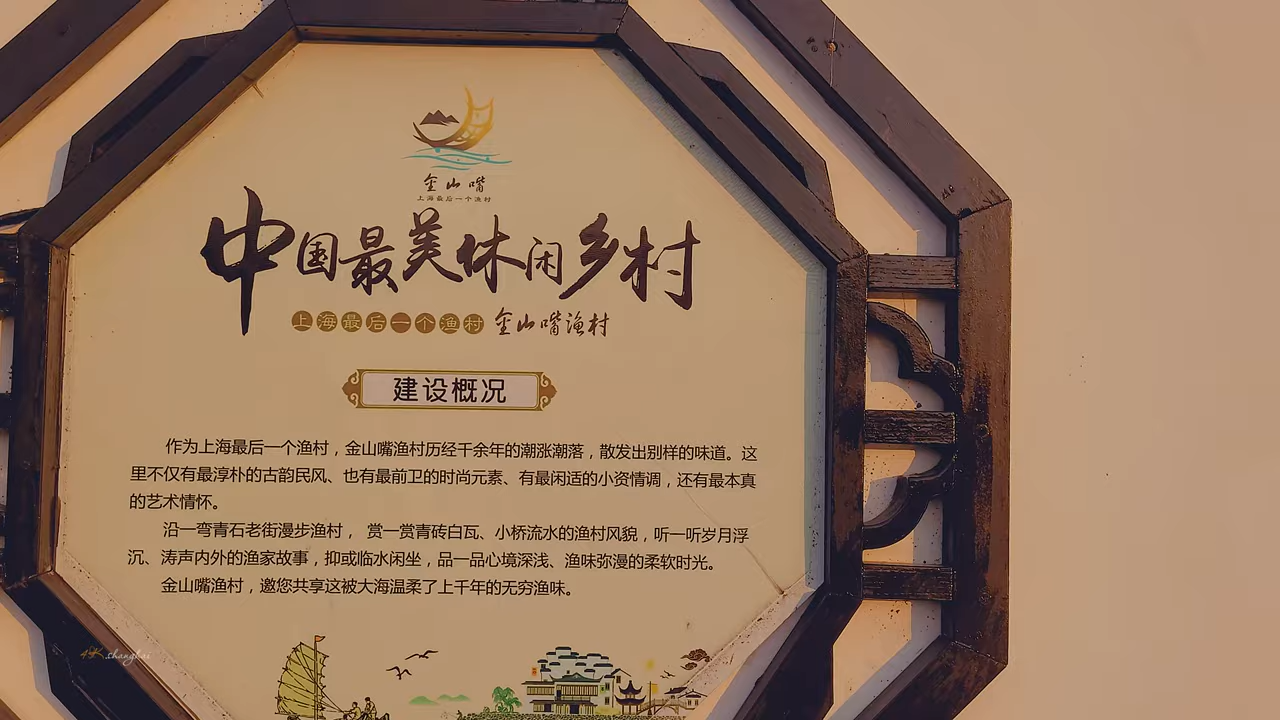 金山嘴
上海最后一个渔村
中国最美休闲乡村
上海最后一个渔村 金山嘴渔村
建设概况
作为上海最后一个渔村，金山嘴渔村历经千余年的潮涨潮落，散发出别样的味道。这
里不仅有最淳朴的古韵民风、也有最前卫的时尚元素、有最闲适的小资情调，还有最本真
的艺术情怀。
沿一弯青石老街漫步渔村， 赏一赏青砖白瓦、小桥流水的渔村风貌，听一听岁月浮
沉、涛声内外的渔家故事，抑或临水闲坐，品一品心境深浅、渔味弥漫的柔软时光。
金山嘴渔村，邀您共享这被大海温柔了上千年的无穷渔味。
4K.shanghai